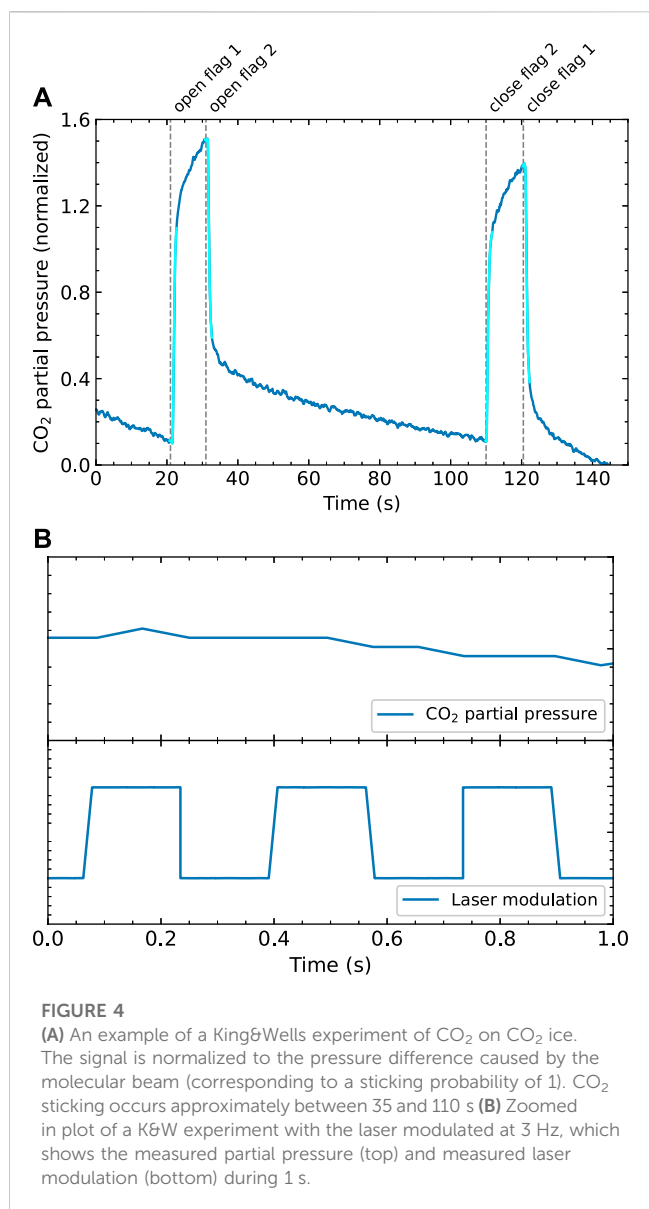 open flag 1
open flag 2
close flag 2
close flag 1
A
1.6
1.2
0.8
0.4
0.0
CO₂ partial pressure (normalized)
0 20 40 60 80 100 120 140
Time (s)
B
CO₂ partial pressure
Laser modulation
0.0 0.2 0.4 0.6 0.8 1.0
Time (s)
FIGURE 4
(A) An example of a King&Wells experiment of CO₂ on CO₂ ice.
The signal is normalized to the pressure difference caused by the
molecular beam (corresponding to a sticking probability of 1). CO₂
sticking occurs approximately between 35 and 110 s (B) Zoomed
in plot of a K&W experiment with the laser modulated at 3 Hz, which
shows the measured partial pressure (top) and measured laser
modulation (bottom) during 1 s.